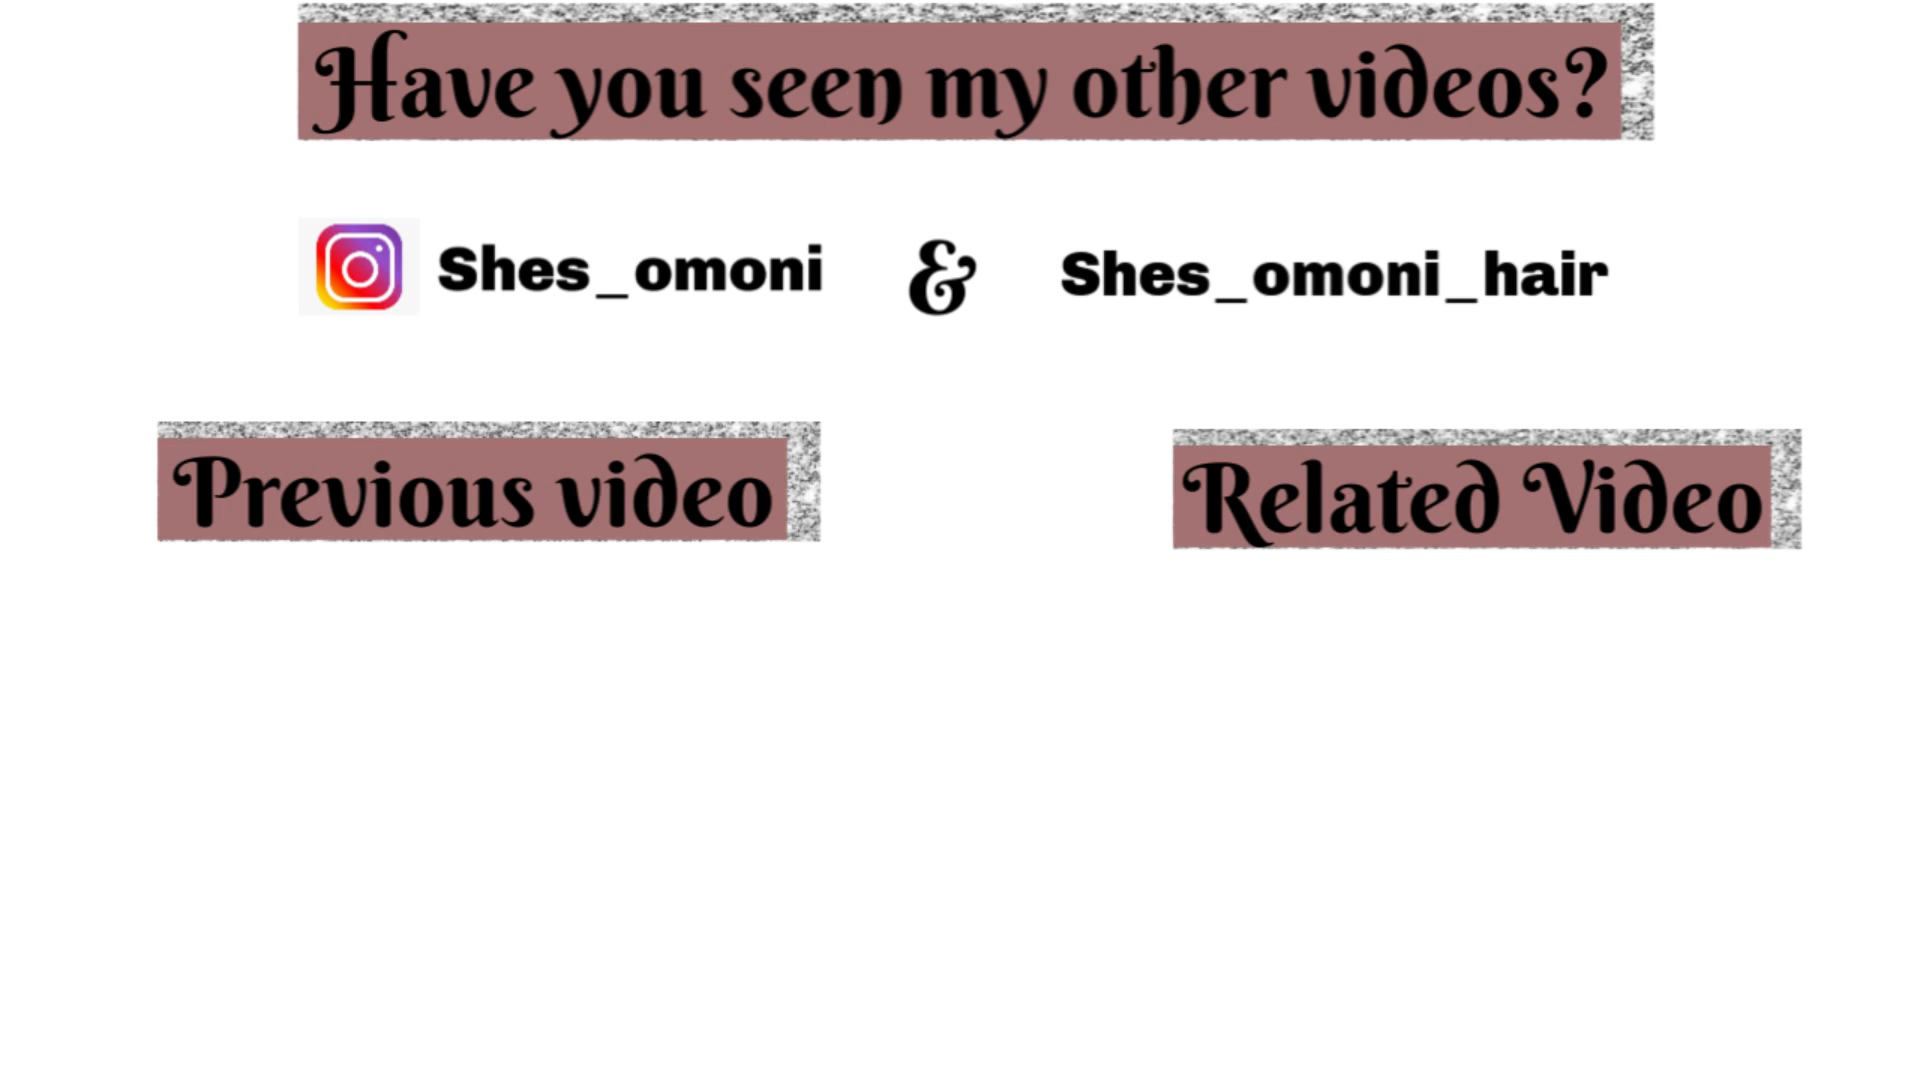 Have you seen my other videos?
Shes_omoni & Shes_omoni_hair
Previous video
Related Video